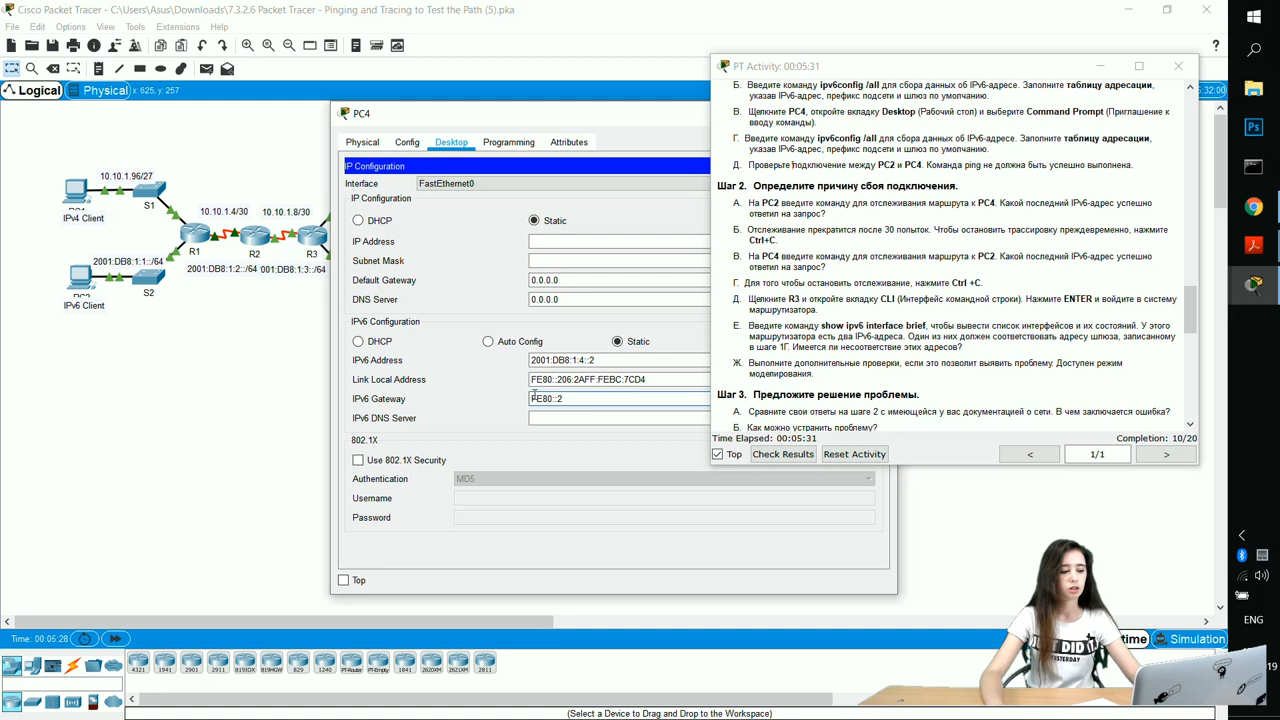 Cisco Packet Tracer - C:\Users\Asus\Downloads\7.3.2.6 Packet Tracer - Pinging and Tracing to Test the Path (5).pka
File Edit Options View Tools Extensions Help
Logical Physical x: 625, y: 257
10.10.1.96/27
S1
IPv4 Client
10.10.1.4/30 10.10.1.8/30
R1 R2 R3
2001:DB8:1:1::/64 2001:DB8:1:2::/64 001:DB8:1:3::/64
IPv6 Client S2
PC4
Physical Config Desktop Programming Attributes
IP Configuration
Interface FastEthernet0
IP Configuration
DHCP Static
IP Address
Subnet Mask
Default Gateway 0.0.0.0
DNS Server 0.0.0.0
IPv6 Configuration
DHCP Auto Config Static
IPv6 Address 2001:DB8:1:4::2
Link Local Address FE80::206:2AFF:FEBC:7CD4
IPv6 Gateway FE80::2
IPv6 DNS Server
802.1X
Use 802.1X Security
Authentication MD5
Username
Password
Top
PT Activity: 00:05:31
Б. Введите команду ipv6config /all для сбора данных об IPv6-адресе. Заполните таблицу адресации,
указав IPv6-адрес, префикс подсети и шлюз по умолчанию.
В. Щелкните PC4, откройте вкладку Desktop (Рабочий стол) и выберите Command Prompt (Приглашение к
вводу команды).
Г. Введите команду ipv6config /all для сбора данных об IPv6-адресе. Заполните таблицу адресации,
указав IPv6-адрес, префикс подсети и шлюз по умолчанию.
Д. Проверьте подключение между PC2 и PC4. Команда ping не должна быть успешно выполнена.
Шаг 2. Определите причину сбоя подключения.
А. На PC2 введите команду для отслеживания маршрута к PC4. Какой последний IPv6-адрес успешно
ответил на запрос?
Б. Отслеживание прекратится после 30 попыток. Чтобы остановить трассировку преждевременно, нажмите
Ctrl+C.
В. На PC4 введите команду для отслеживания маршрута к PC2. Какой последний IPv6-адрес успешно
ответил на запрос?
Г. Для того чтобы остановить отслеживание, нажмите Ctrl +C.
Д. Щелкните R3 и откройте вкладку CLI (Интерфейс командной строки). Нажмите ENTER и войдите в систему
маршрутизатора.
Е. Введите команду show ipv6 interface brief, чтобы вывести список интерфейсов и их состояний. У этого
маршрутизатора есть два IPv6-адреса. Один из них должен соответствовать адресу шлюза, записанному
в шаге 1Г. Имеется ли несоответствие этих адресов?
Ж. Выполните дополнительные проверки, если это позволит выявить проблему. Доступен режим
моделирования.
Шаг 3. Предложите решение проблемы.
А. Сравните свои ответы на шаге 2 с имеющейся у вас документацией о сети. В чем заключается ошибка?
Б. Как можно устранить проблему?
Time Elapsed: 00:05:31 Completion: 10/20
Top Check Results Reset Activity < 1/1 >
Time: 00:05:28 Simulation
4321 1941 2901 2911 819IOX 819HGW 829 1240 PT-Router PT-Empty 1841 2620XM 2621XM 2811
(Select a Device to Drag and Drop to the Workspace)
JUST DID
YESTERDAY
ENG